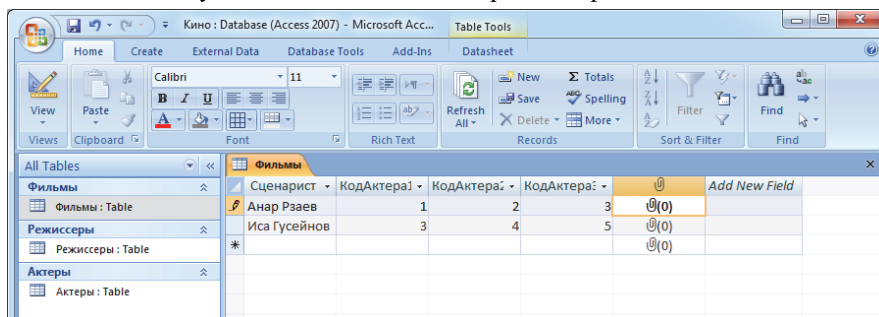 Кино : Database (Access 2007) - Microsoft Acc...
Table Tools
Home Create External Data Database Tools Add-Ins Datasheet
View
Paste
Calibri 11
B I U
A
Refresh All
New
Save
Delete
Σ Totals
Spelling
More
Filter
Find
Views
Clipboard
Font
Rich Text
Records
Sort & Filter
Find
All Tables
Фильмы
Фильмы : Table
Режиссеры
Режиссеры : Table
Актеры
Актеры : Table
Фильмы
Сценарист КодАктера1 КодАктера2 КодАктера3 Add New Field
Анар Рзаев 1 2 3 (0)
Иса Гусейнов 3 4 5 (0)
(0)